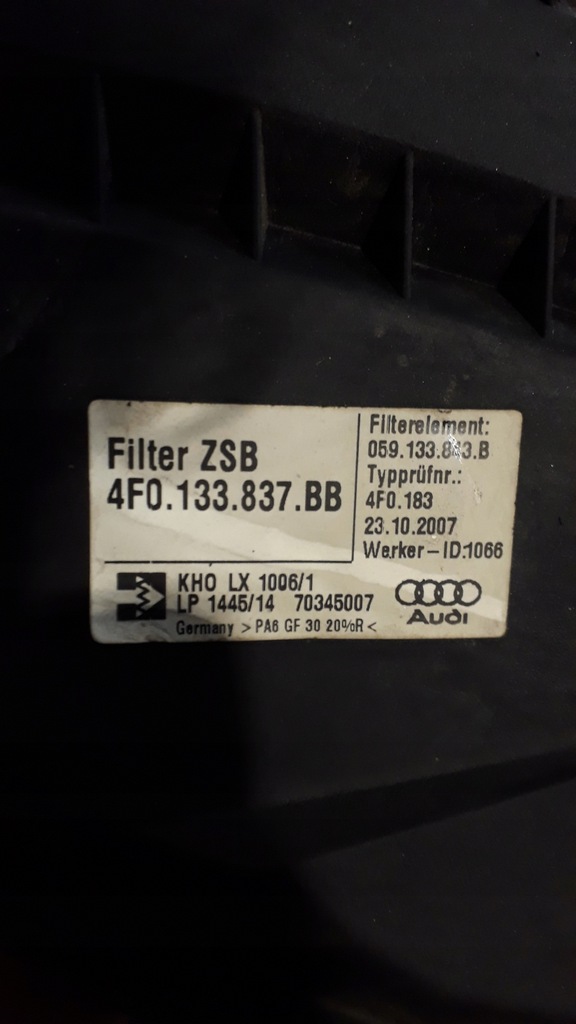 Filter ZSB
4F0.133.837.BB
Filterelement:
Typprüfnr.:
4F0.183
23.10.2007
Werker-ID:1066
KHO LX 1006/1
LP 1445/14 70345007
Germany >PA6 GF 30 20%R<
Audi